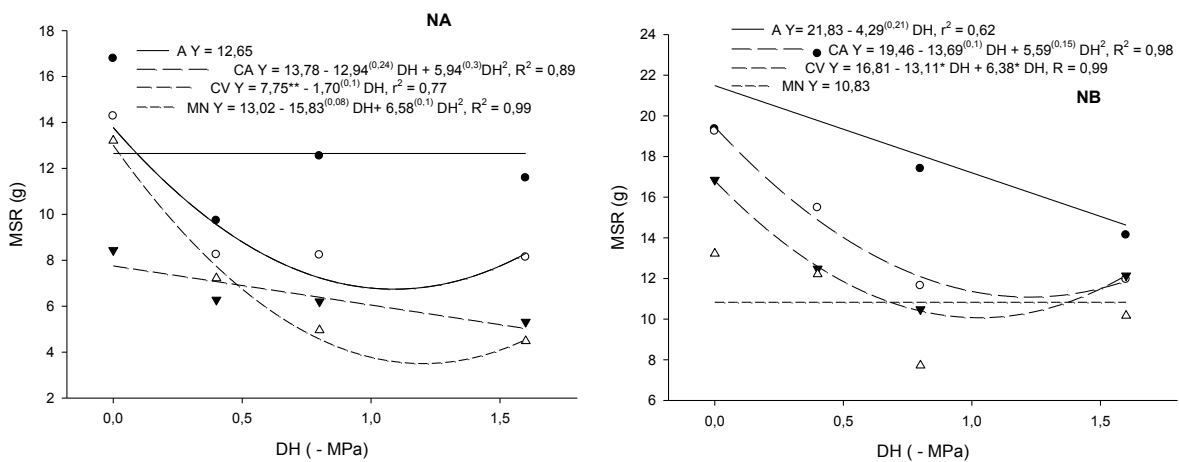 NA
A Y = 12,65
CA Y = 13,78 - 12,94(0,24) DH + 5,94(0,3)DH2, R2 = 0,89
CV Y = 7,75** - 1,70(0,1) DH, r2 = 0,77
MN Y = 13,02 - 15,83(0,08) DH+ 6,58(0,1) DH2, R2 = 0,99
18
16
14
12
10
8
6
4
2
MSR (g)
0,0 0,5 1,0 1,5
DH ( - MPa)
A Y = 21,83 - 4,29(0,21) DH, r2 = 0,62
CA Y = 19,46 - 13,69(0,1) DH + 5,59(0,15) DH2, R2 = 0,98
CV Y = 16,81 - 13,11* DH + 6,38* DH, R = 0,99
MN Y = 10,83
NB
24
22
20
18
16
14
12
10
8
6
MSR (g)
0,0 0,5 1,0 1,5
DH ( - MPa)